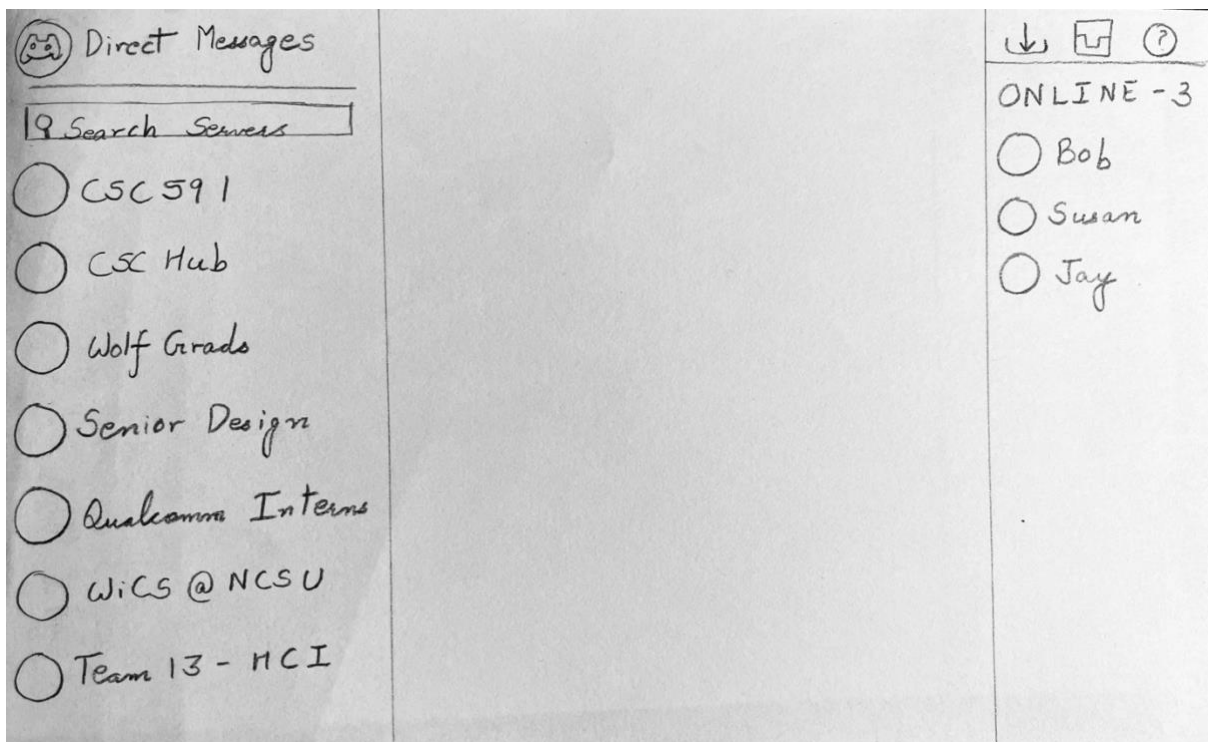 Direct Messages
Search Servers
CSC 591
CSC Hub
Wolf Grads
Senior Design
Qualcomm Interns
WiCS @ NCSU
Team 13 - HCI
?
ONLINE - 3
Bob
Susan
Jay